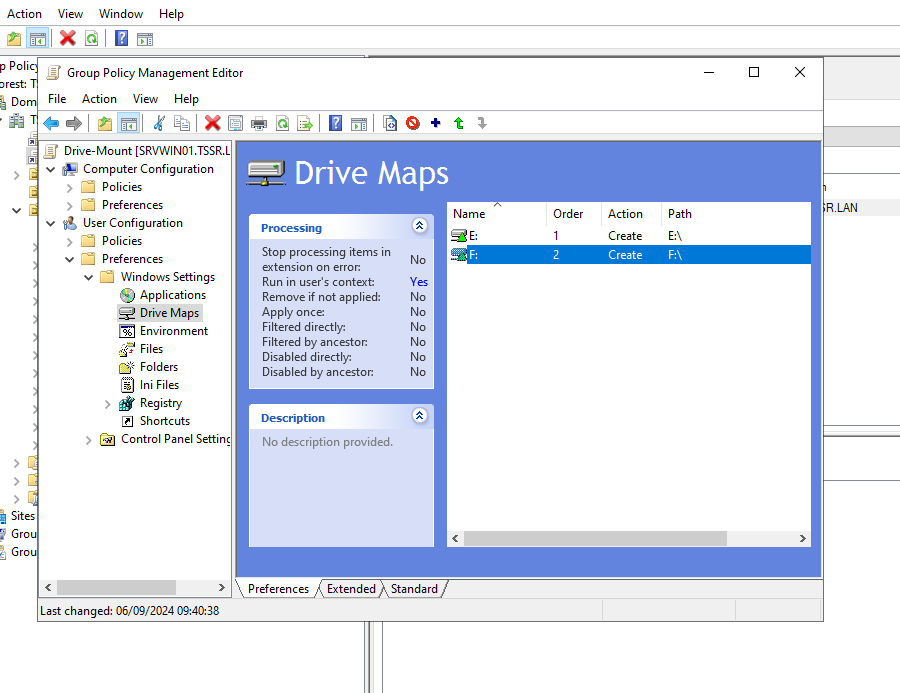 Action View Window Help
p Policy
orest: T
Dom
T
Sites
Grou
Grou
Group Policy Management Editor
File Action View Help
Drive-Mount [SRVWIN01.TSSR.L
Computer Configuration
Policies
Preferences
User Configuration
Policies
Preferences
Windows Settings
Applications
Drive Maps
Environment
Files
Folders
Ini Files
Registry
Shortcuts
Control Panel Setting
Drive Maps
Processing
Stop processing items in extension on error: No
Run in user's context: Yes
Remove if not applied: No
Apply once: No
Filtered directly: No
Filtered by ancestor: No
Disabled directly: No
Disabled by ancestor: No
Description
No description provided.
Name Order Action Path
E: 1 Create E:\
F: 2 Create F:\
Preferences Extended Standard
Last changed: 06/09/2024 09:40:38
n
SR.LAN